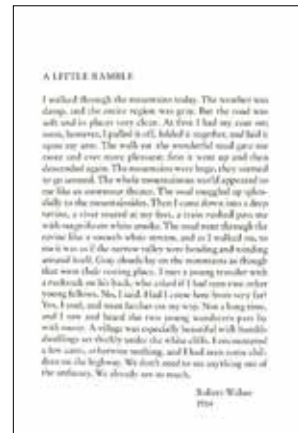 A LITTLE RAMBLE
I walked through the mountains today. The weather was
damp, and the entire region was gray. But the road was
soft and in places very clean. At first I had my coat on;
soon, however, I pulled it off, folded it together, and laid it
upon my arm. The walk on the wonderful road gave me
more and ever more pleasure; first it went up and then
descended again. The mountains were huge, they seemed
to go around. The whole mountainous world appeared to
me like an enormous theater. The road snuggled up splen-
didly to the mountainsides. Then I came down into a deep
ravine, a river roared at my feet, a train rushed past me
with magnificent white smoke. The road went through the
ravine like a smooth white stream, and as I walked on, to
me it was as if the narrow valley were bending and winding
around itself. Gray clouds lay on the mountains as though
that were their resting place. I met a young traveler with
a rucksack on his back, who asked if I had seen two other
young fellows. No, I said. Had I come here from very far?
Yes, I said, and went farther on my way. Not a long time,
and I saw and heard the two young wanderers pass by
with music. A village was especially beautiful with humble
dwellings set thickly under the white cliffs. I encountered
a few carts, otherwise nothing, and I had seen some chil-
dren on the highway. We don't need to see anything out of
the ordinary. We already see so much.
Robert Walser
1914